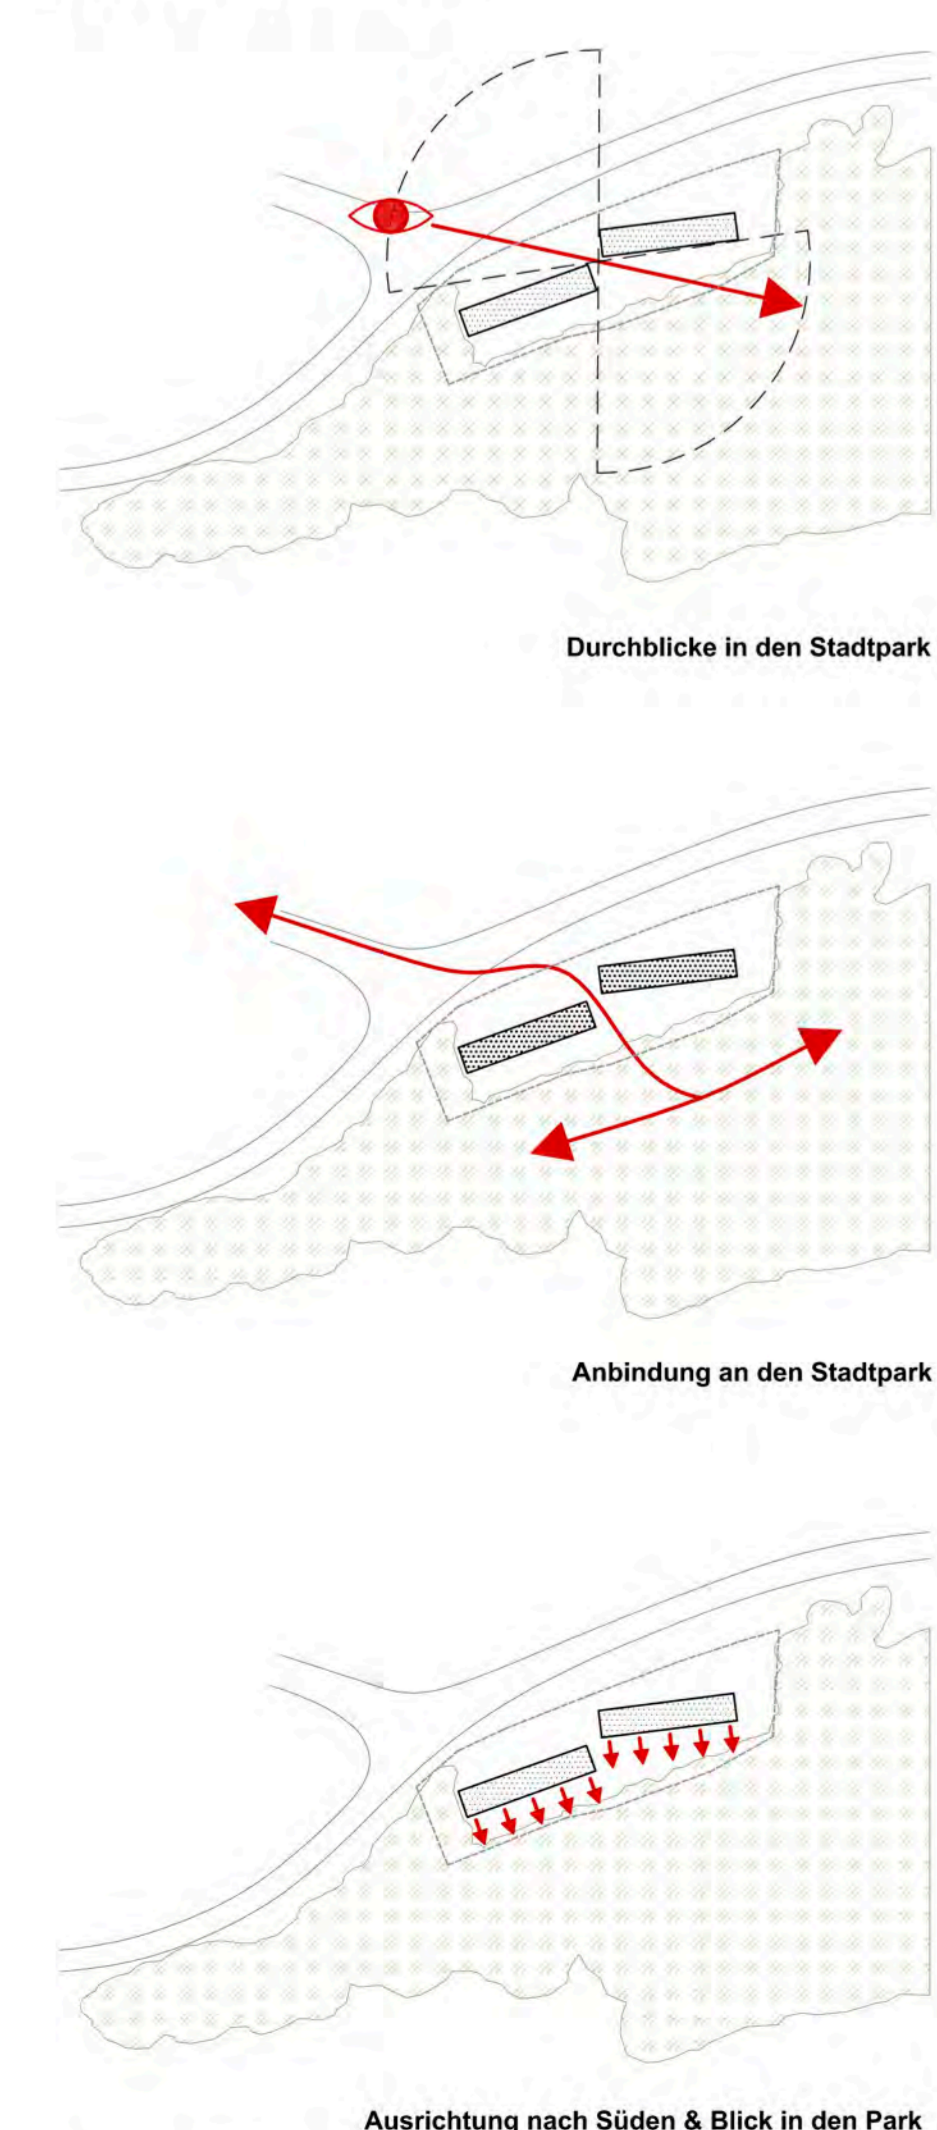 Durchblicke in den Stadtpark
Anbindung an den Stadtpark
Ausrichtung nach Süden & Blick in den Park